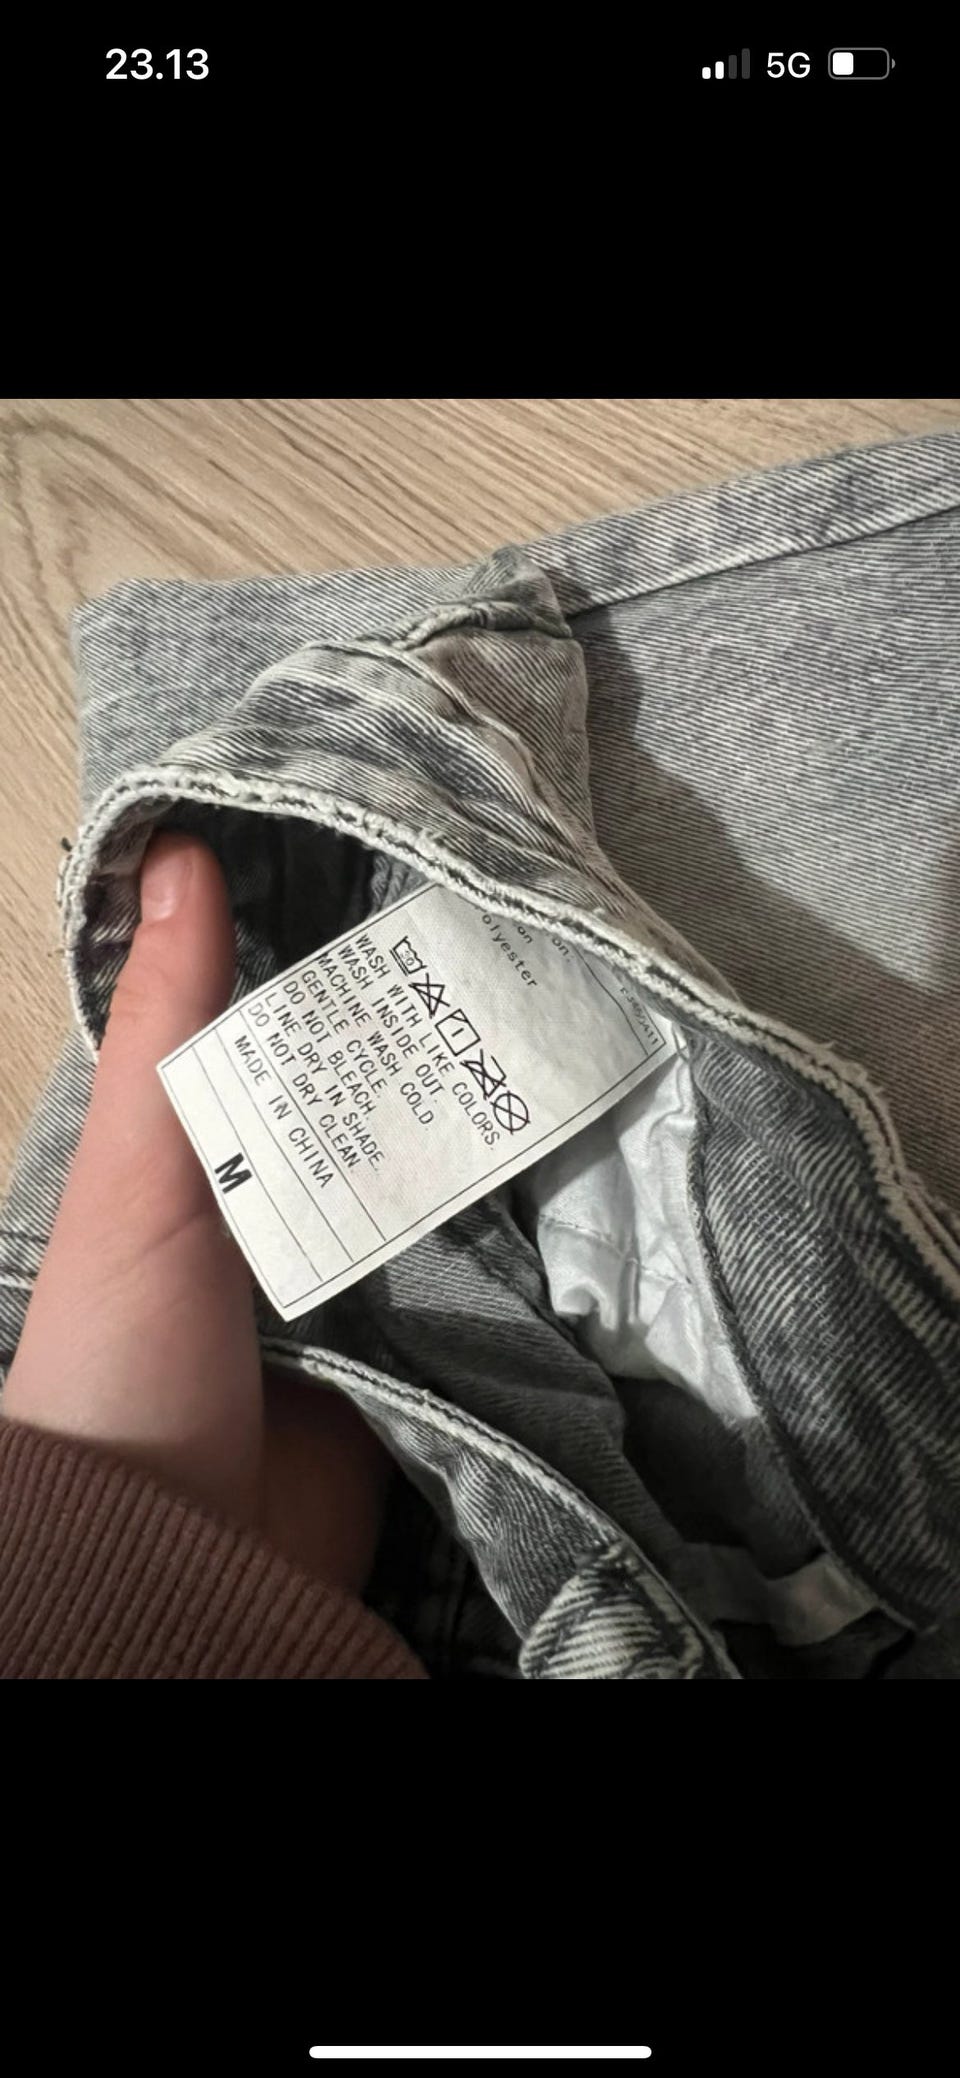 23.13
5G
olyester
30
WASH WITH LIKE COLORS.
WASH INSIDE OUT.
MACHINE WASH COLD.
GENTLE CYCLE.
DO NOT BLEACH.
LINE DRY IN SHADE.
DO NOT DRY CLEAN.
MADE IN CHINA
M